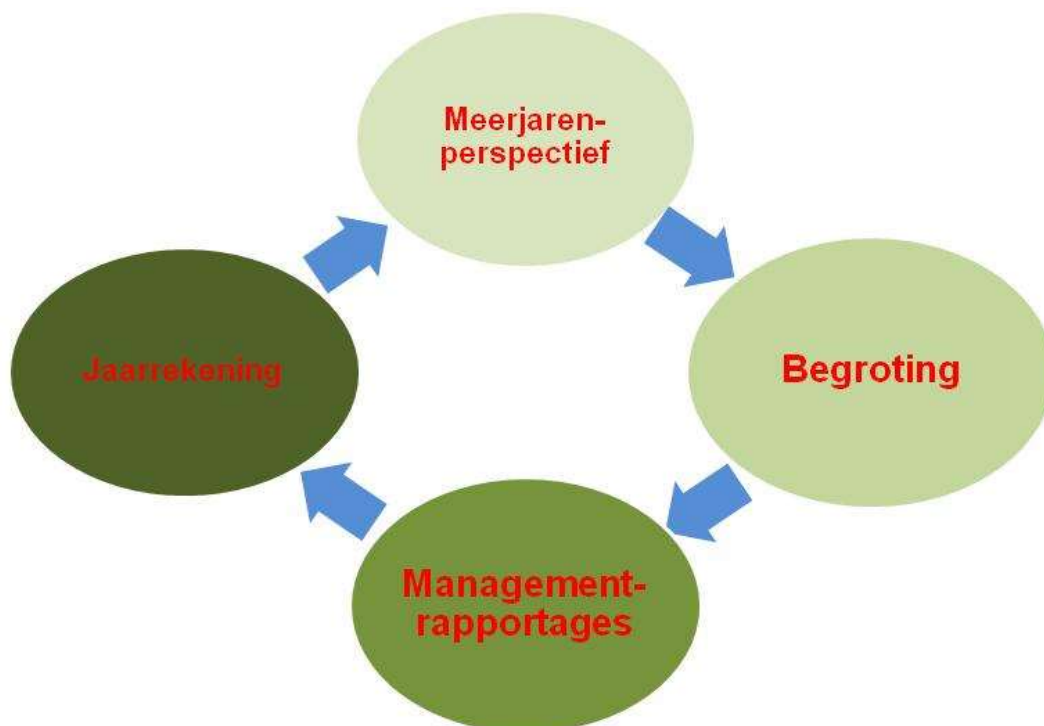 Meerjaren-
perspectief
Begroting
Management-
rapportages
Jaarrekening